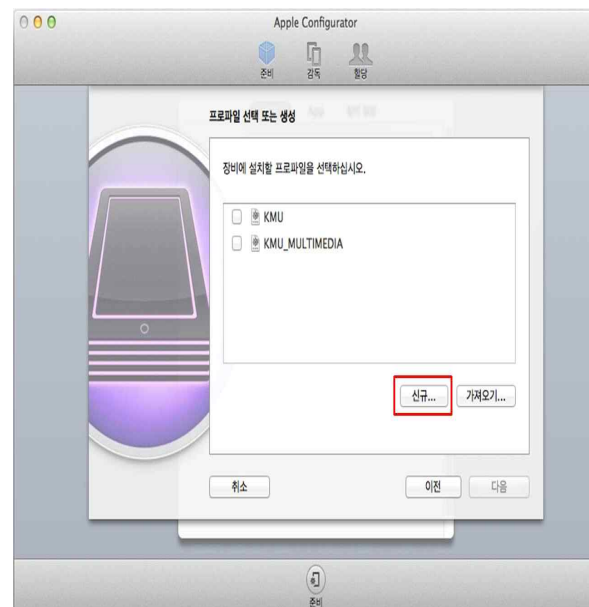 Apple Configurator
준비 감독 할당
프로파일 선택 또는 생성
장비에 설치할 프로파일을 선택하십시오.
KMU
KMU_MULTIMEDIA
신규... 가져오기...
취소 이전 다음
준비